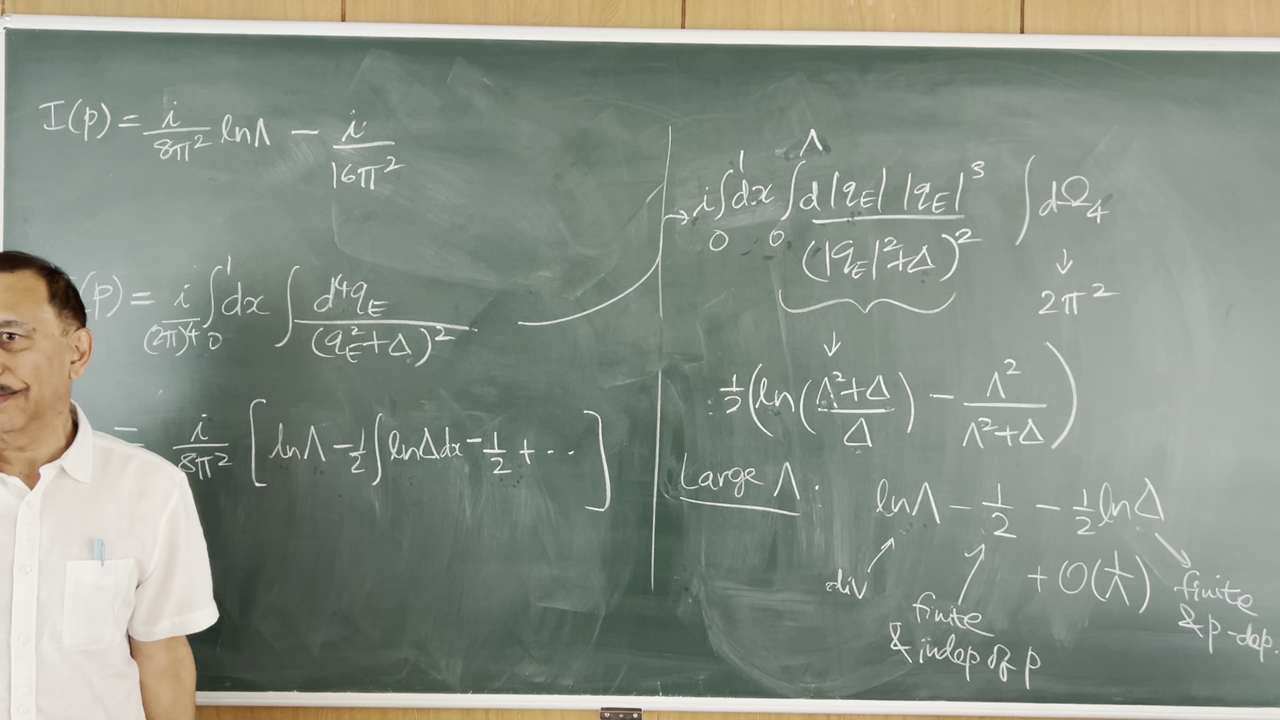 I(p) = i/8π² lnΛ − i/16π²
(p) = i/(2π)⁴ ∫₀¹ dx ∫ d⁴q_E/(q_E²+Δ)²
= i/8π² [lnΛ − ½∫lnΔdx − ½ + ··]
→ i∫₀¹dx ∫₀^Λ d|q_E| |q_E|³/(|q_E|²+Δ)² ∫dΩ₄
↓
2π²
↓
½(ln((Λ²+Δ)/Δ) − Λ²/(Λ²+Δ))
Large Λ :
lnΛ − ½ − ½lnΔ
+ O(1/Λ)
div
finite
& indep of p
finite
& p-dep.